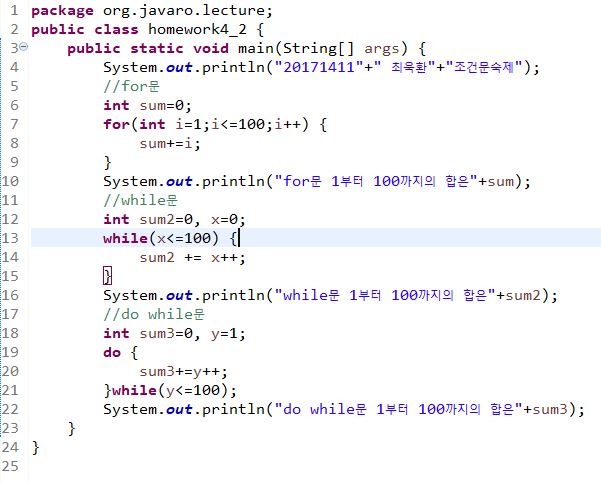 1 package org.javaro.lecture;
2 public class homework4_2 {
3 public static void main(String[] args) {
4 System.out.println("20171411"+" 최욱환"+"조건문숙제");
5 //for문
6 int sum=0;
7 for(int i=1;i<=100;i++) {
8 sum+=i;
9 }
10 System.out.println("for문 1부터 100까지의 합은"+sum);
11 //while문
12 int sum2=0, x=0;
13 while(x<=100) {
14 sum2 += x++;
15 }
16 System.out.println("while문 1부터 100까지의 합은"+sum2);
17 //do while문
18 int sum3=0, y=1;
19 do {
20 sum3+=y++;
21 }while(y<=100);
22 System.out.println("do while문 1부터 100까지의 합은"+sum3);
23 }
24 }
25